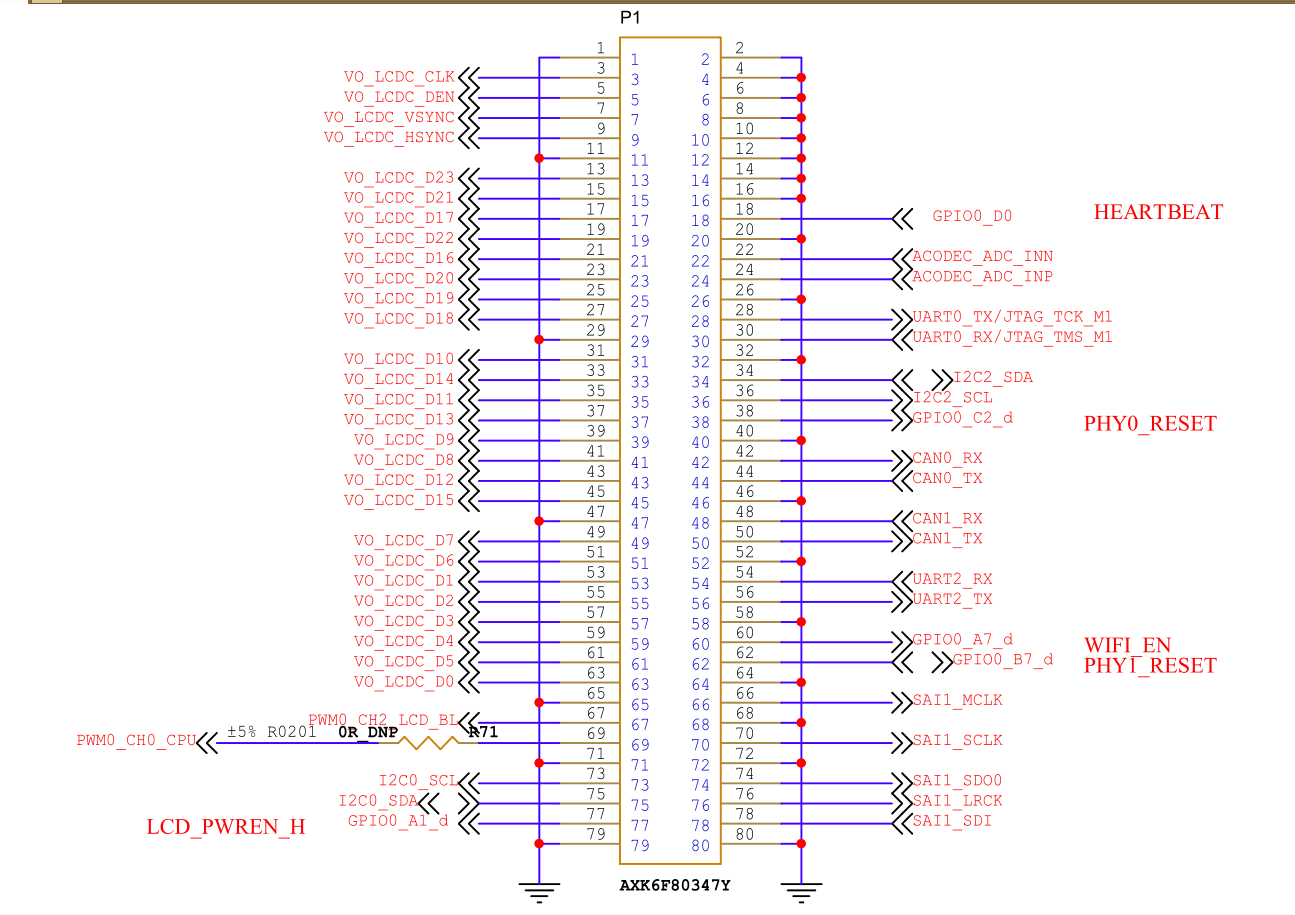 P1
1 1 2 2
VO_LCDC_CLK 3 3 4 4
VO_LCDC_DEN 5 5 6 6
VO_LCDC_VSYNC 7 7 8 8
VO_LCDC_HSYNC 9 9 10 10
11 11 12 12
VO_LCDC_D23 13 13 14 14
VO_LCDC_D21 15 15 16 16
VO_LCDC_D17 17 17 18 18 GPIO0_D0 HEARTBEAT
VO_LCDC_D22 19 19 20 20
VO_LCDC_D16 21 21 22 22 ACODEC_ADC_INN
VO_LCDC_D20 23 23 24 24 ACODEC_ADC_INP
VO_LCDC_D19 25 25 26 26
VO_LCDC_D18 27 27 28 28 UART0_TX/JTAG_TCK_M1
29 29 30 30 UART0_RX/JTAG_TMS_M1
VO_LCDC_D10 31 31 32 32
VO_LCDC_D14 33 33 34 34 I2C2_SDA
VO_LCDC_D11 35 35 36 36 I2C2_SCL
VO_LCDC_D13 37 37 38 38 GPIO0_C2_d PHY0_RESET
VO_LCDC_D9 39 39 40 40
VO_LCDC_D8 41 41 42 42 CAN0_RX
VO_LCDC_D12 43 43 44 44 CAN0_TX
VO_LCDC_D15 45 45 46 46
47 47 48 48 CAN1_RX
VO_LCDC_D7 49 49 50 50 CAN1_TX
VO_LCDC_D6 51 51 52 52
VO_LCDC_D1 53 53 54 54 UART2_RX
VO_LCDC_D2 55 55 56 56 UART2_TX
VO_LCDC_D3 57 57 58 58
VO_LCDC_D4 59 59 60 60 GPIO0_A7_d WIFI_EN
VO_LCDC_D5 61 61 62 62 GPIO0_B7_d PHY1_RESET
VO_LCDC_D0 63 63 64 64
65 65 66 66 SAI1_MCLK
PWM0_CH2_LCD_BL 67 67 68 68
PWM0_CH0_CPU ±5% R0201 0R_DNP R71 69 69 70 70 SAI1_SCLK
71 71 72 72
I2C0_SCL 73 73 74 74 SAI1_SDO0
I2C0_SDA 75 75 76 76 SAI1_LRCK
LCD_PWREN_H GPIO0_A1_d 77 77 78 78 SAI1_SDI
79 79 80 80
AXK6F80347Y